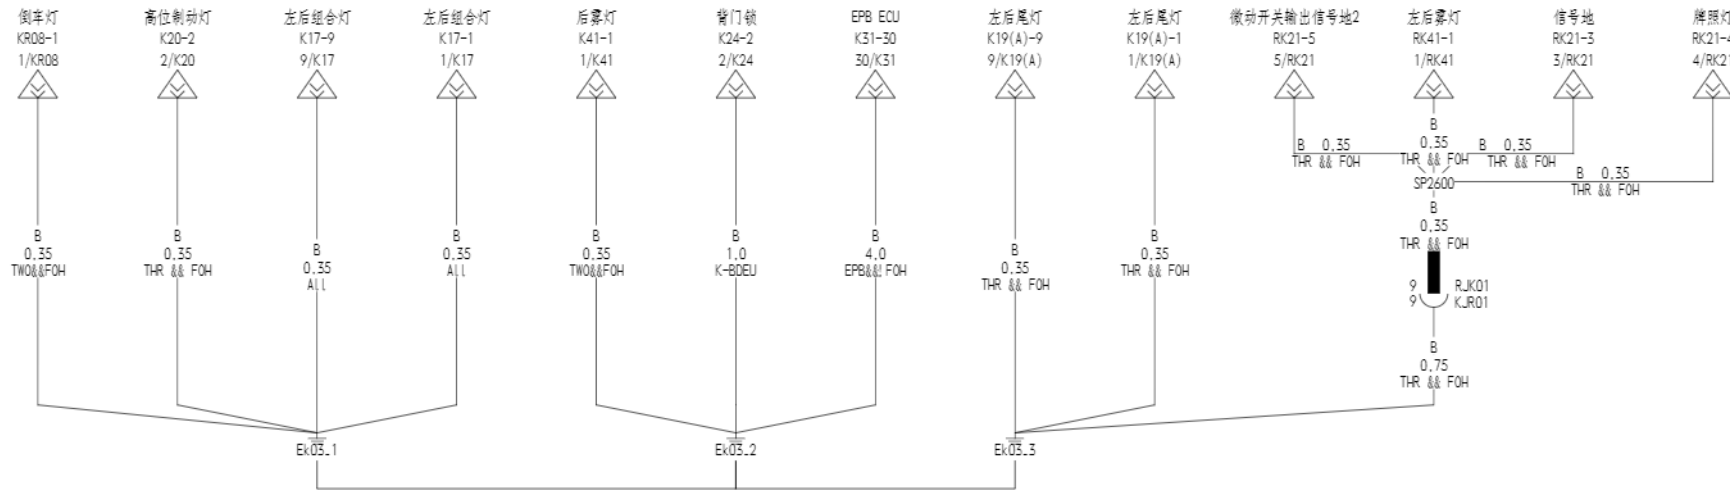 倒车灯
KR08-1
1/KR08
高位制动灯
K20-2
2/K20
左后组合灯
K17-9
9/K17
左后组合灯
K17-1
1/K17
后雾灯
K41-1
1/K41
背门锁
K24-2
2/K24
EPB ECU
K31-30
30/K31
左后尾灯
K19(A)-9
9/K19(A)
左后尾灯
K19(A)-1
1/K19(A)
微动开关输出信号地2
RK21-5
5/RK21
左后雾灯
RK41-1
1/RK41
信号地
RK21-3
3/RK21
牌照灯
RK21-4
4/RK21
B 0.35
THR && FOH
B
0.35
THR && FOH
B 0.35
THR && FOH
B 0.35
THR && FOH
SP2600
B
0.35
TWO&&FOH
B
0.35
THR && FOH
B
0.35
ALL
B
0.35
ALL
B
0.35
TWO&&FOH
B
1.0
K-BDEU
B
4.0
EPB&&!FOH
B
0.35
THR && FOH
B
0.35
THR && FOH
B
0.35
THR && FOH
9 RJK01
9 KJR01
B
0.75
THR && FOH
Ek03_1
Ek03_2
Ek03_3